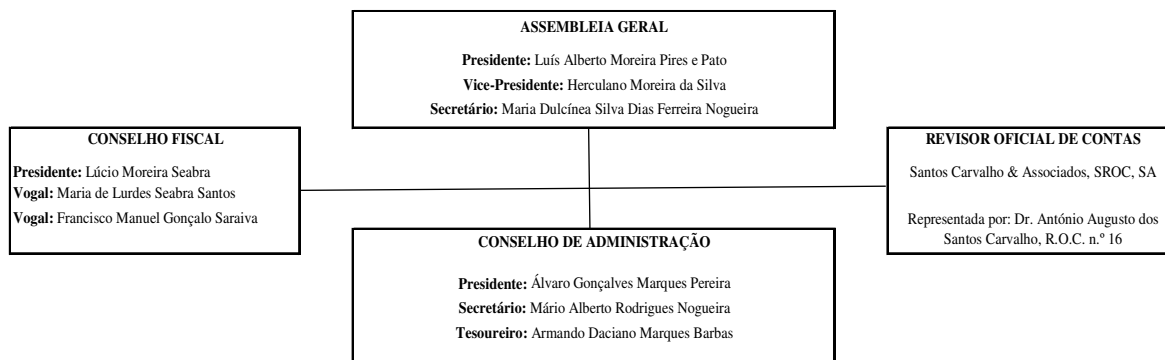 ASSEMBLEIA GERAL
Presidente: Luís Alberto Moreira Pires e Pato
Vice-Presidente: Herculano Moreira da Silva
Secretário: Maria Dulcínea Silva Dias Ferreira Nogueira
CONSELHO FISCAL
Presidente: Lúcio Moreira Seabra
Vogal: Maria de Lurdes Seabra Santos
Vogal: Francisco Manuel Gonçalo Saraiva
REVISOR OFICIAL DE CONTAS
Santos Carvalho & Associados, SROC, SA
Representada por: Dr. António Augusto dos
Santos Carvalho, R.O.C. n.º 16
CONSELHO DE ADMINISTRAÇÃO
Presidente: Álvaro Gonçalves Marques Pereira
Secretário: Mário Alberto Rodrigues Nogueira
Tesoureiro: Armando Daciano Marques Barbas